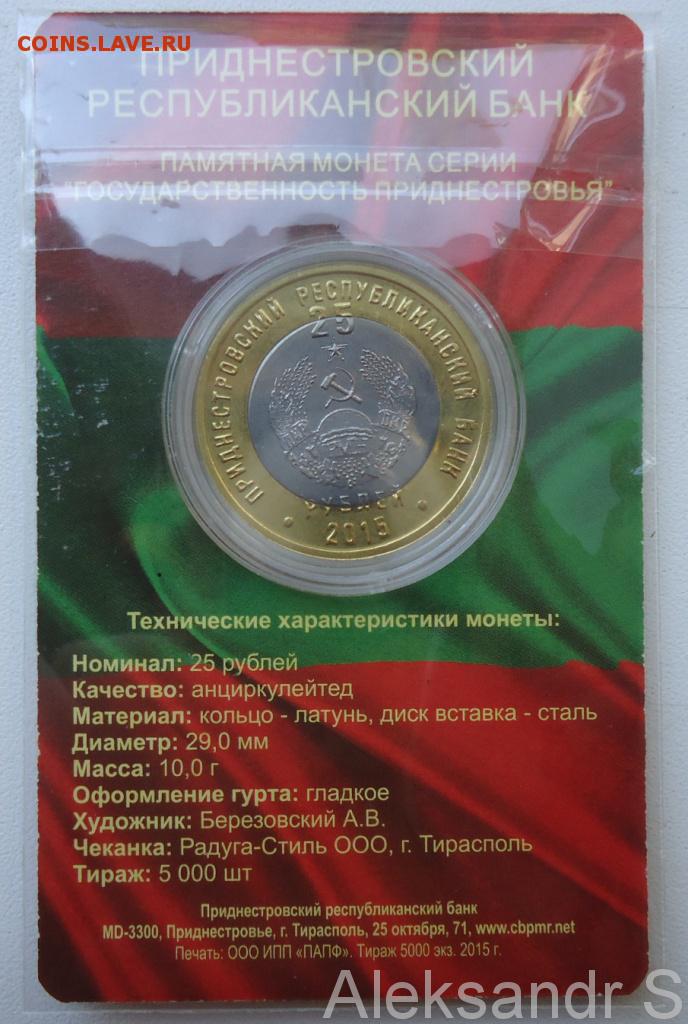 COINS.LAVE.RU
ПРИДНЕСТРОВСКИЙ
РЕСПУБЛИКАНСКИЙ БАНК
ПАМЯТНАЯ МОНЕТА СЕРИИ
"ГОСУДАРСТВЕННОСТЬ ПРИДНЕСТРОВЬЯ"
ПРИДНЕСТРОВСКИЙ РЕСПУБЛИКАНСКИЙ БАНК
25
РУБЛЕЙ
2015
Технические характеристики монеты:
Номинал: 25 рублей
Качество: анциркулейтед
Материал: кольцо - латунь, диск вставка - сталь
Диаметр: 29,0 мм
Масса: 10,0 г
Оформление гурта: гладкое
Художник: Березовский А.В.
Чеканка: Радуга-Стиль ООО, г. Тирасполь
Тираж: 5 000 шт
Приднестровский республиканский банк
MD-3300, Приднестровье, г. Тирасполь, 25 октября, 71, www.cbpmr.net
Печать: ООО ИПП «ПАПФ». Тираж 5000 экз. 2015 г.
Aleksandr S